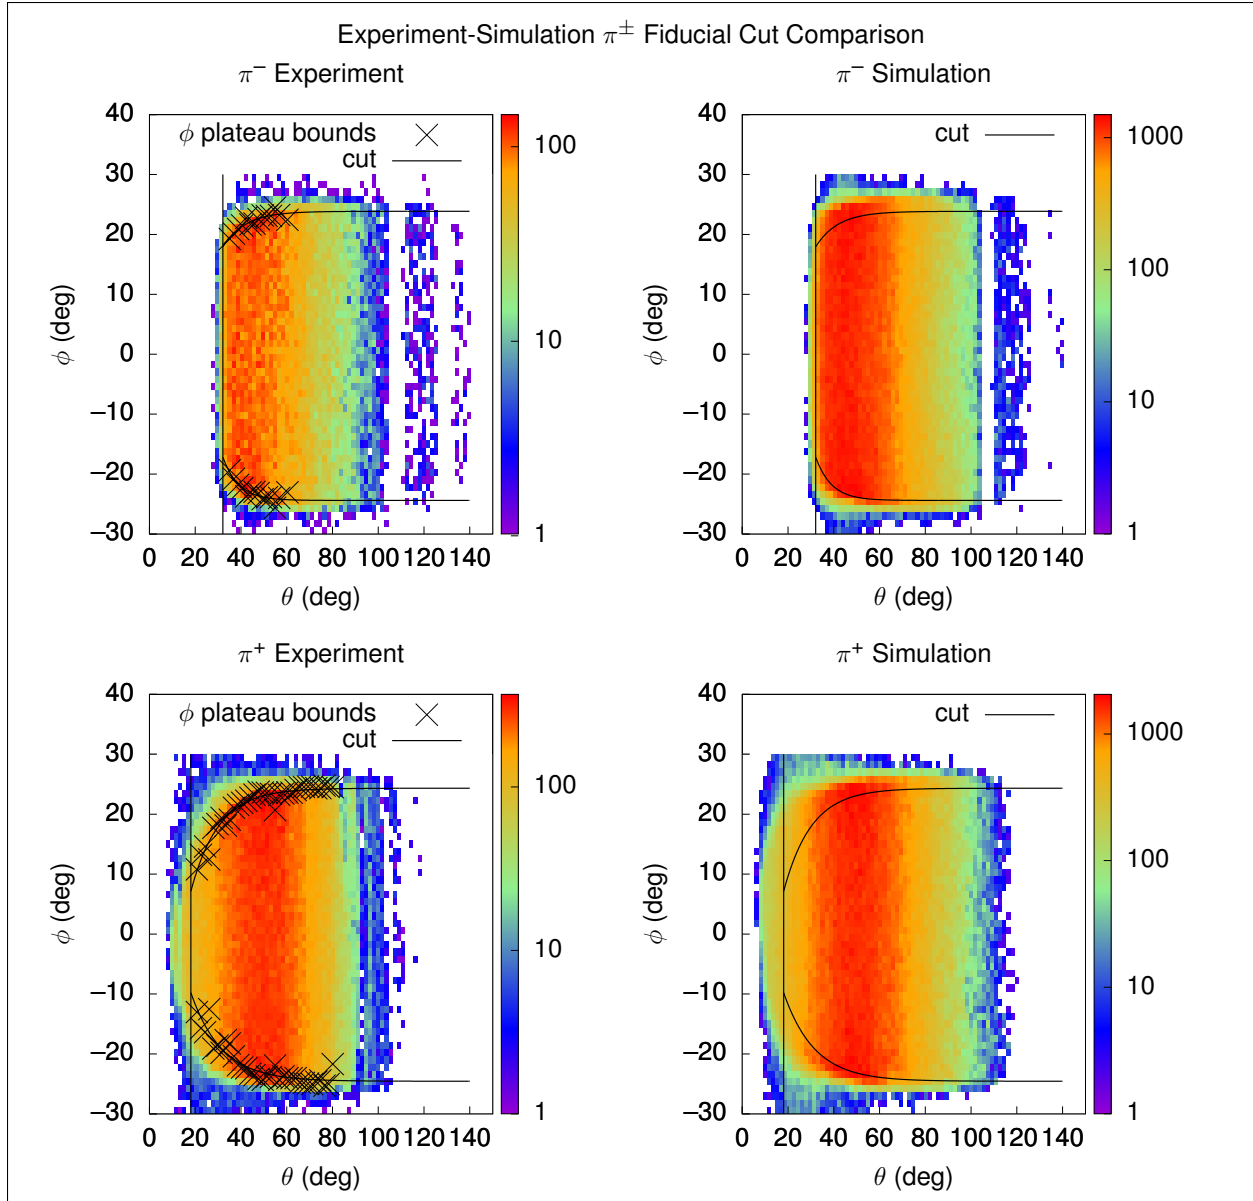 Experiment-Simulation π± Fiducial Cut Comparison
π− Experiment
π− Simulation
40
30
20
10
0
−10
−20
−30
ϕ (deg)
ϕ plateau bounds
cut
100
10
1
0 20 40 60 80 100 120 140
θ (deg)
40
30
20
10
0
−10
−20
−30
ϕ (deg)
cut
1000
100
10
1
0 20 40 60 80 100 120 140
θ (deg)
π+ Experiment
π+ Simulation
40
30
20
10
0
−10
−20
−30
ϕ (deg)
ϕ plateau bounds
cut
100
10
1
0 20 40 60 80 100 120 140
θ (deg)
40
30
20
10
0
−10
−20
−30
ϕ (deg)
cut
1000
100
10
1
0 20 40 60 80 100 120 140
θ (deg)